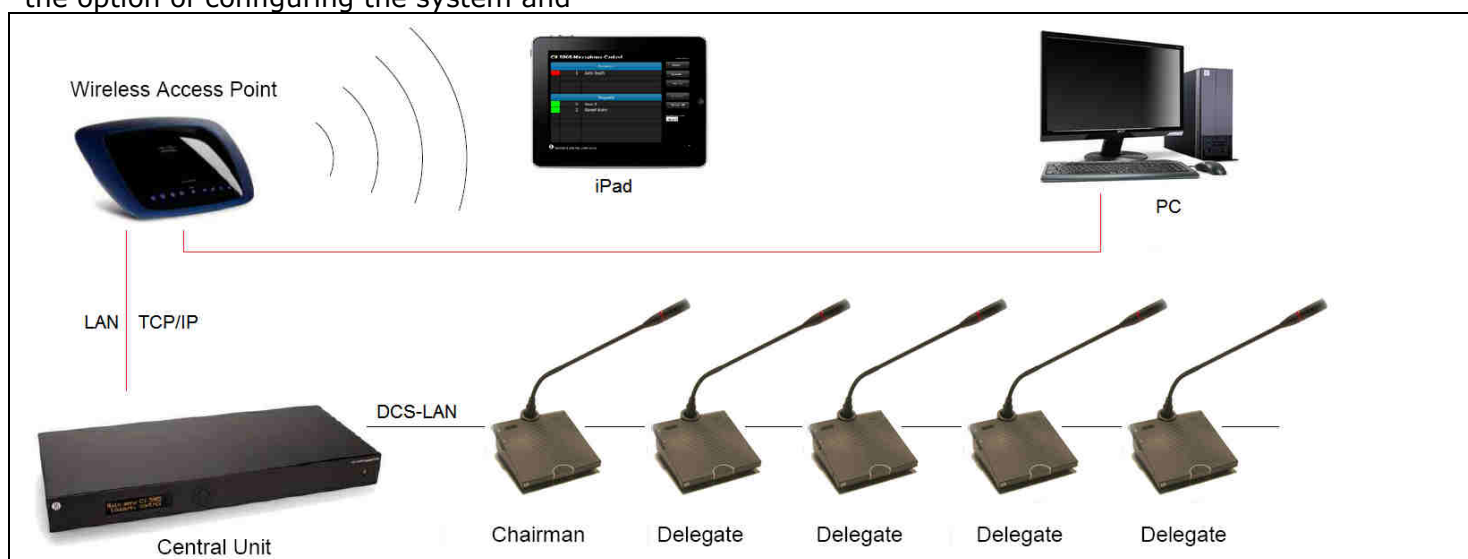 the option of configuring the system and
Wireless Access Point
iPad
PC
LAN
TCP/IP
DCS-LAN
Central Unit
Chairman
Delegate
Delegate
Delegate
Delegate